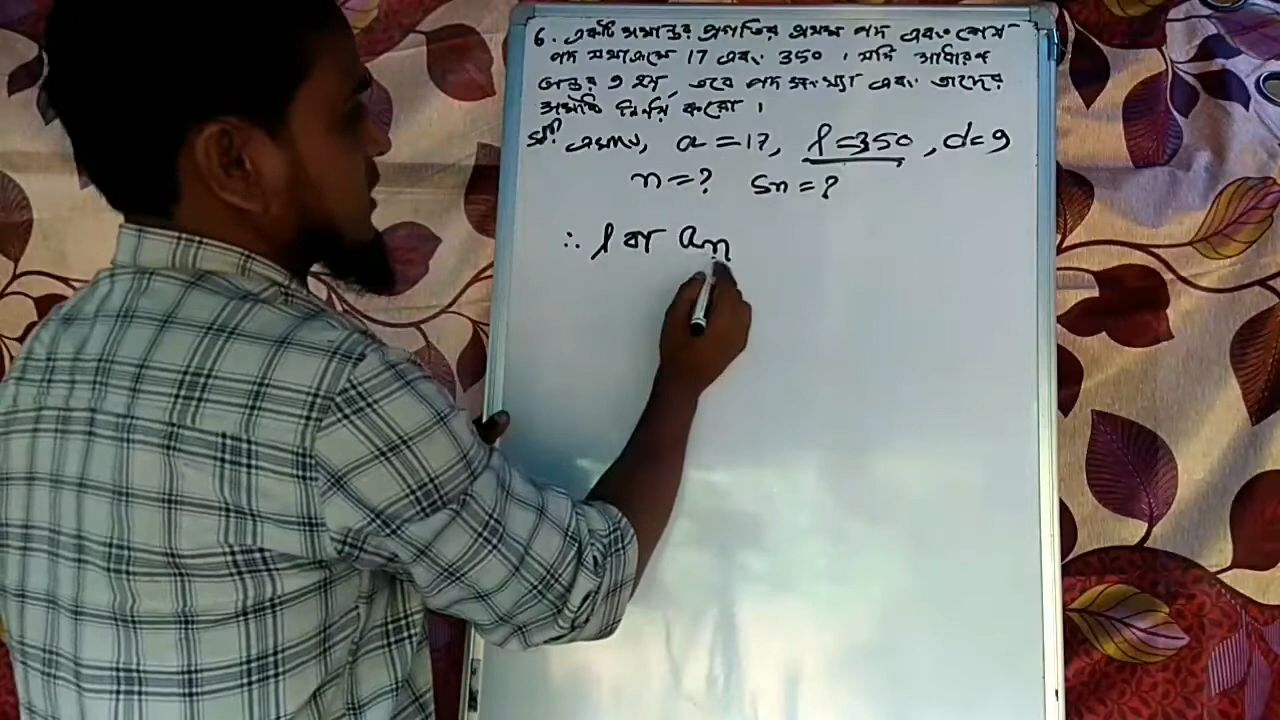 6. একটি সমান্তর প্রগতির প্রথম পদ এবং শেষ
পদ যথাক্রমে 17 এবং 350 । যদি সাধারণ
অন্তর 9 হয়, তবে পদ সংখ্যা এবং তাদের
সমষ্টি নির্ণয় করো ।
এখানে, a = 17, l = 350, d = 9
n = ? Sn = ?
∴ l বা an